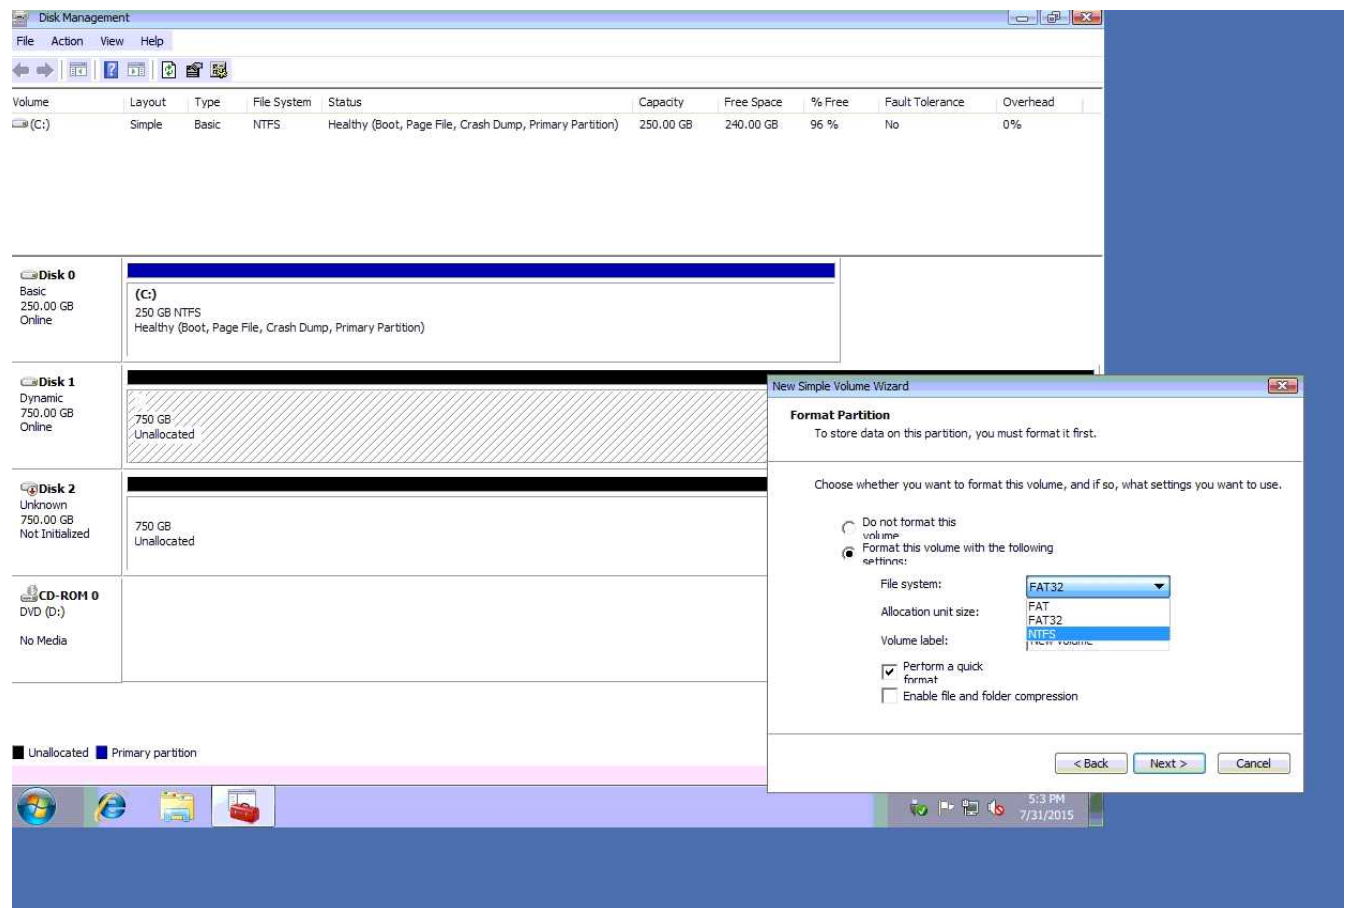 Disk Management
File Action View Help
Volume Layout Type File System Status Capacity Free Space % Free Fault Tolerance Overhead
(C:) Simple Basic NTFS Healthy (Boot, Page File, Crash Dump, Primary Partition) 250.00 GB 240.00 GB 96 % No 0%
Disk 0
Basic
250.00 GB
Online
(C:)
250 GB NTFS
Healthy (Boot, Page File, Crash Dump, Primary Partition)
Disk 1
Dynamic
750.00 GB
Online
750 GB
Unallocated
Disk 2
Unknown
750.00 GB
Not Initialized
750 GB
Unallocated
CD-ROM 0
DVD (D:)
No Media
Unallocated Primary partition
New Simple Volume Wizard
Format Partition
To store data on this partition, you must format it first.
Choose whether you want to format this volume, and if so, what settings you want to use.
Do not format this
volume
Format this volume with the following
settings:
File system: FAT32
FAT
FAT32
NTFS
Allocation unit size:
Volume label: New Volume
Perform a quick
format
Enable file and folder compression
< Back Next > Cancel
5:3 PM
7/31/2015